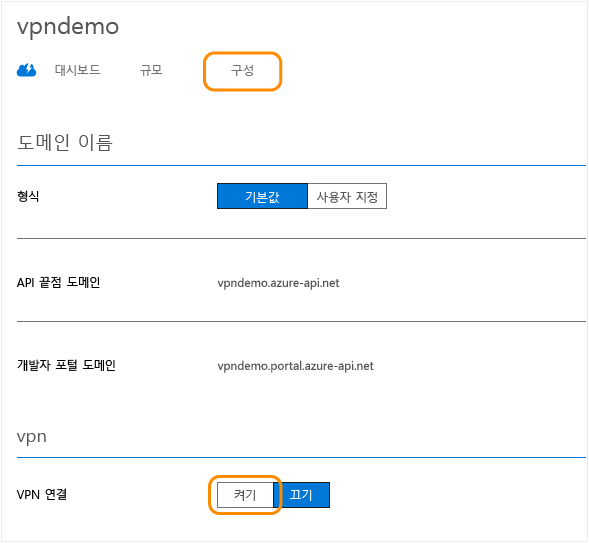 vpndemo
대시보드 규모 구성
도메인 이름
형식 기본값 사용자 지정
API 끝점 도메인 vpndemo.azure-api.net
개발자 포털 도메인 vpndemo.portal.azure-api.net
vpn
VPN 연결 켜기 끄기